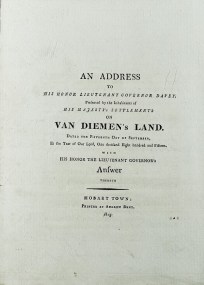 AN ADDRESS
TO
HIS HONOR LIEUTENANT GOVERNOR DAVEY,
Presented by the Inhabitants of
HIS MAJESTY'S SETTLEMENTS
ON
VAN DIEMEN's LAND.
DATED THE FIFTEENTH DAY OF SEPTEMBER,
In the Year of Our Lord, One thousand Eight hundred and Fifteen,
WITH
HIS HONOR THE LIEUTENANT GOVERNOR's
Answer
THERETO
HOBART TOWN;
PRINTED BY ANDREW BENT.
1815.